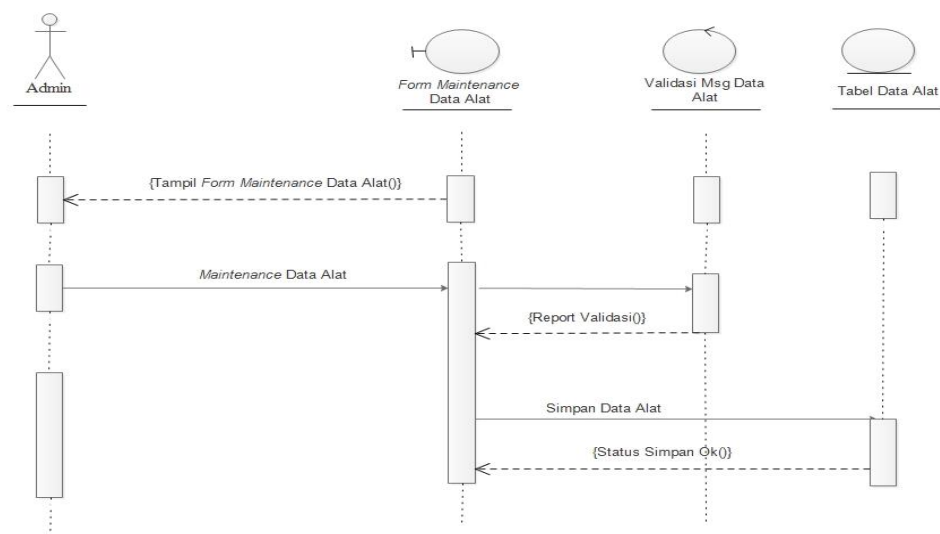 Admin
Form Maintenance
Data Alat
Validasi Msg Data
Alat
Tabel Data Alat
{Tampil Form Maintenance Data Alat()}
Maintenance Data Alat
{Report Validasi()}
Simpan Data Alat
{Status Simpan Ok()}